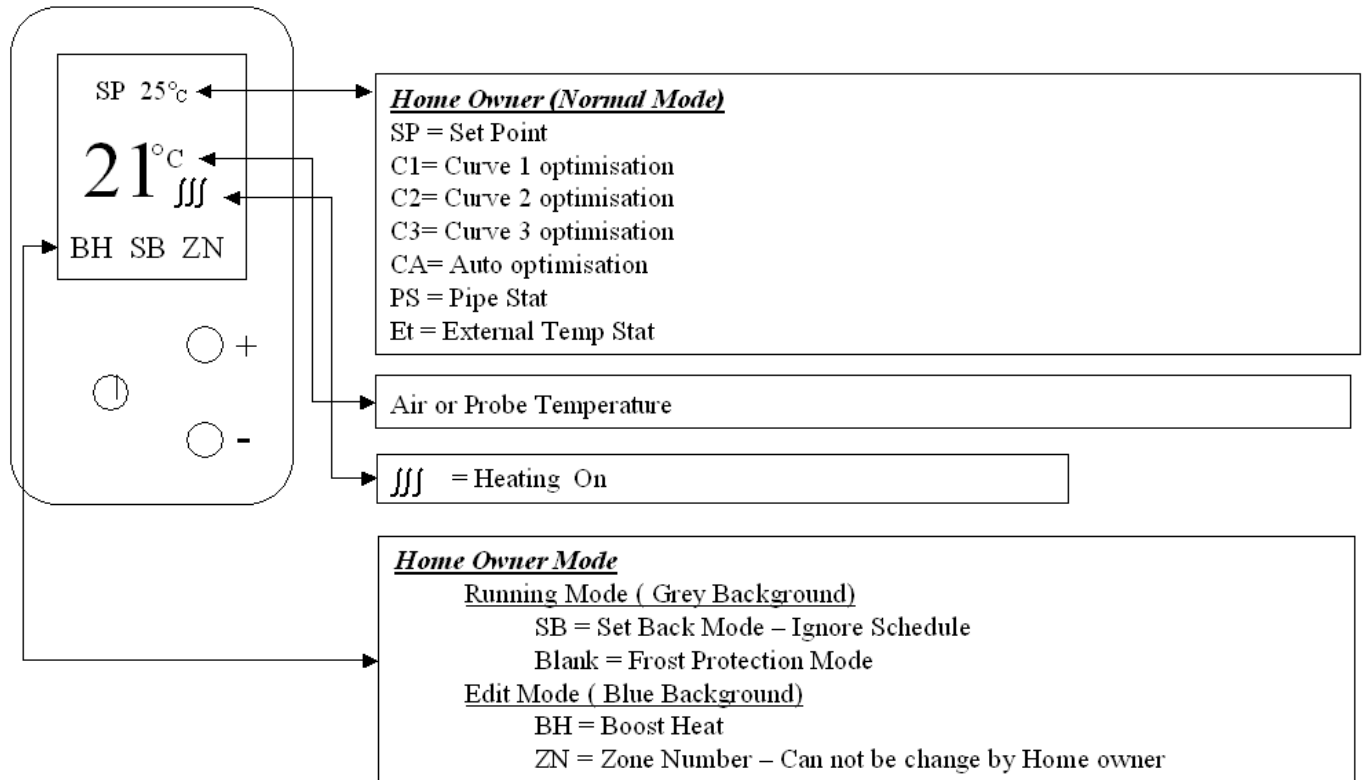 SP 25°C
21°C ∫∫∫
BH SB ZN
+
-
Home Owner (Normal Mode)
SP = Set Point
C1= Curve 1 optimisation
C2= Curve 2 optimisation
C3= Curve 3 optimisation
CA= Auto optimisation
PS = Pipe Stat
Et = External Temp Stat
Air or Probe Temperature
∫∫∫ = Heating On
Home Owner Mode
Running Mode ( Grey Background)
SB = Set Back Mode – Ignore Schedule
Blank = Frost Protection Mode
Edit Mode ( Blue Background)
BH = Boost Heat
ZN = Zone Number – Can not be change by Home owner